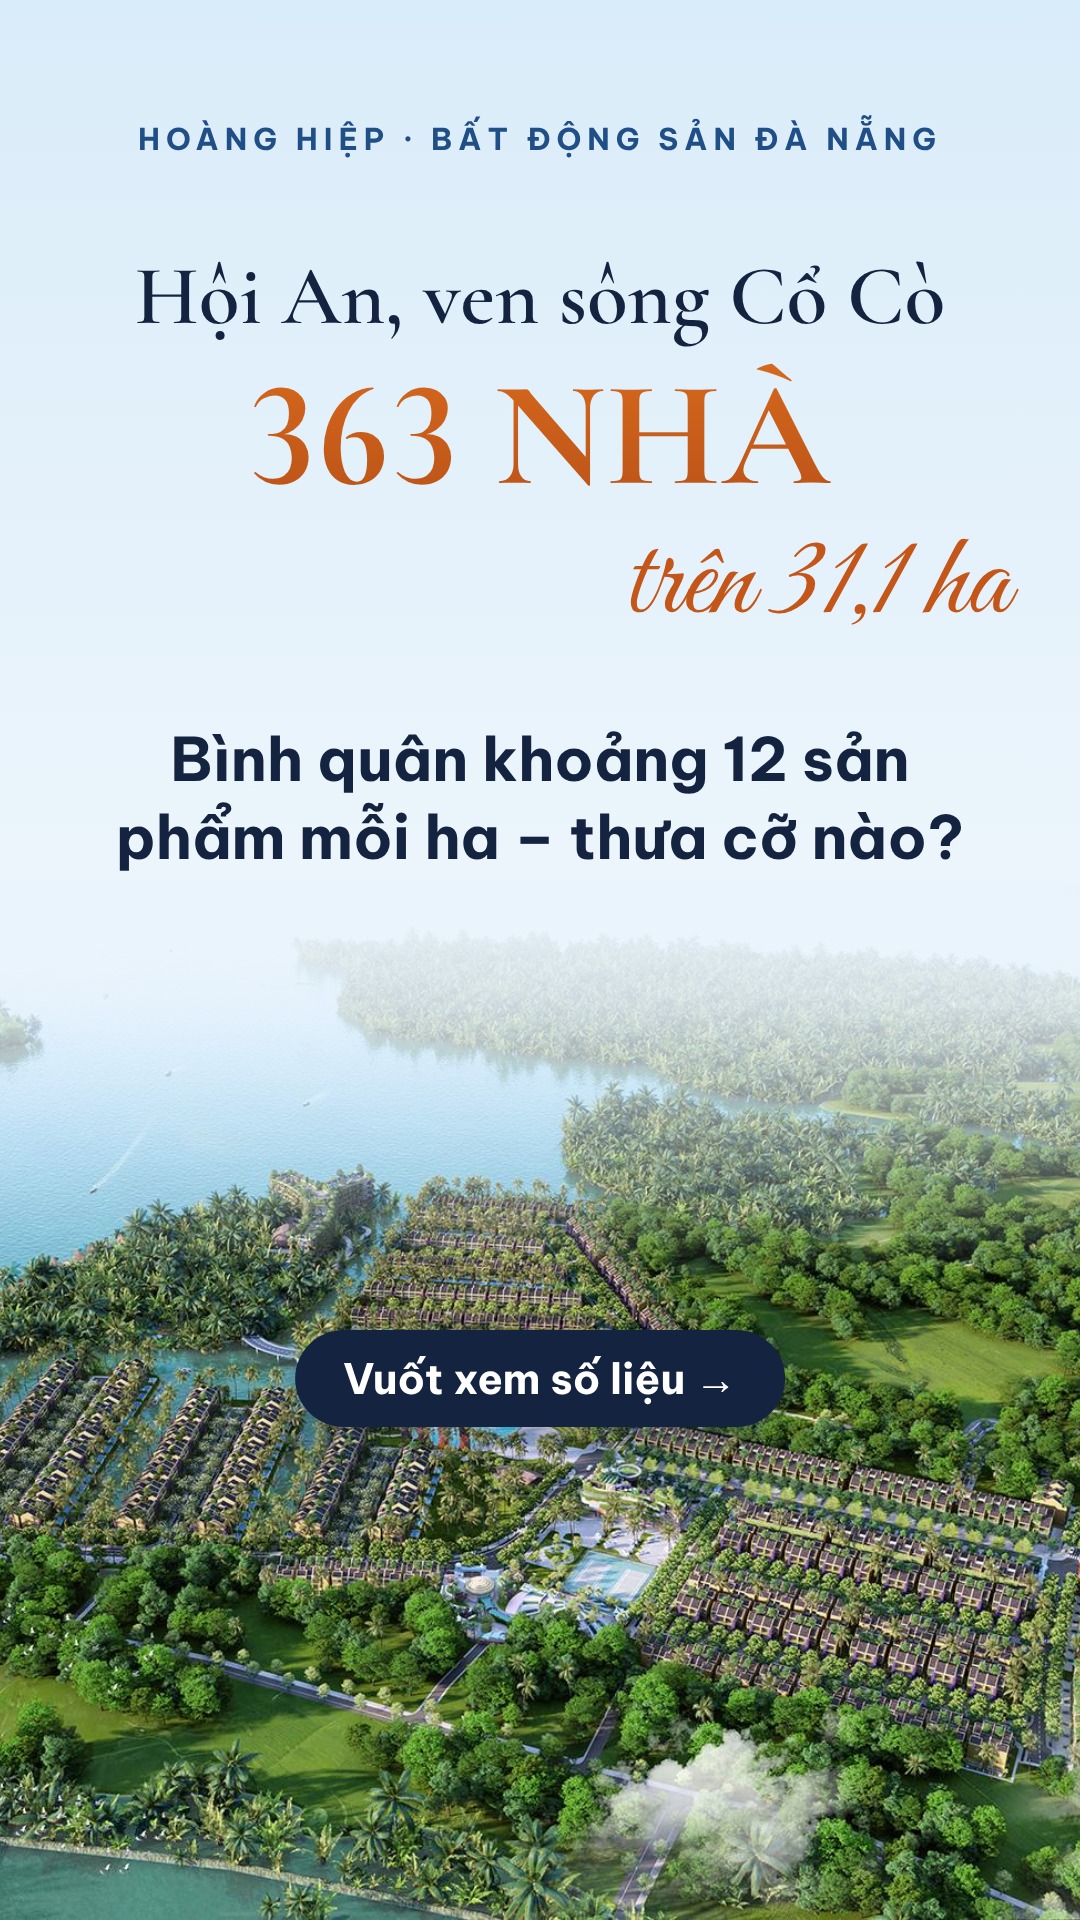 HOÀNG HIỆP · BẤT ĐỘNG SẢN ĐÀ NẴNG
Hội An, ven sông Cổ Cò
363 NHÀ
trên 31,1 ha
Bình quân khoảng 12 sản
phẩm mỗi ha – thưa cỡ nào?
Vuốt xem số liệu →